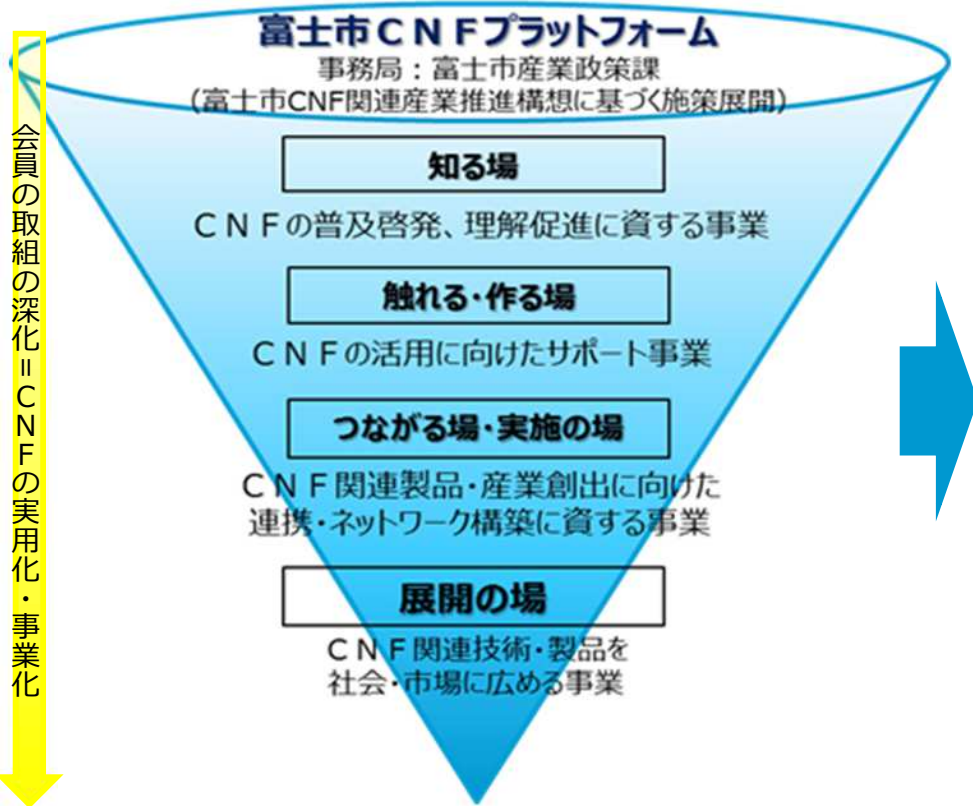 富士市ＣＮＦプラットフォーム
事務局：富士市産業政策課
（富士市CNF関連産業推進構想に基づく施策展開）
会員の取組の深化＝ＣＮＦの実用化・事業化
知る場
ＣＮＦの普及啓発、理解促進に資する事業
触れる・作る場
ＣＮＦの活用に向けたサポート事業
つながる場・実施の場
ＣＮＦ関連製品・産業創出に向けた
連携・ネットワーク構築に資する事業
展開の場
ＣＮＦ関連技術・製品を
社会・市場に広める事業